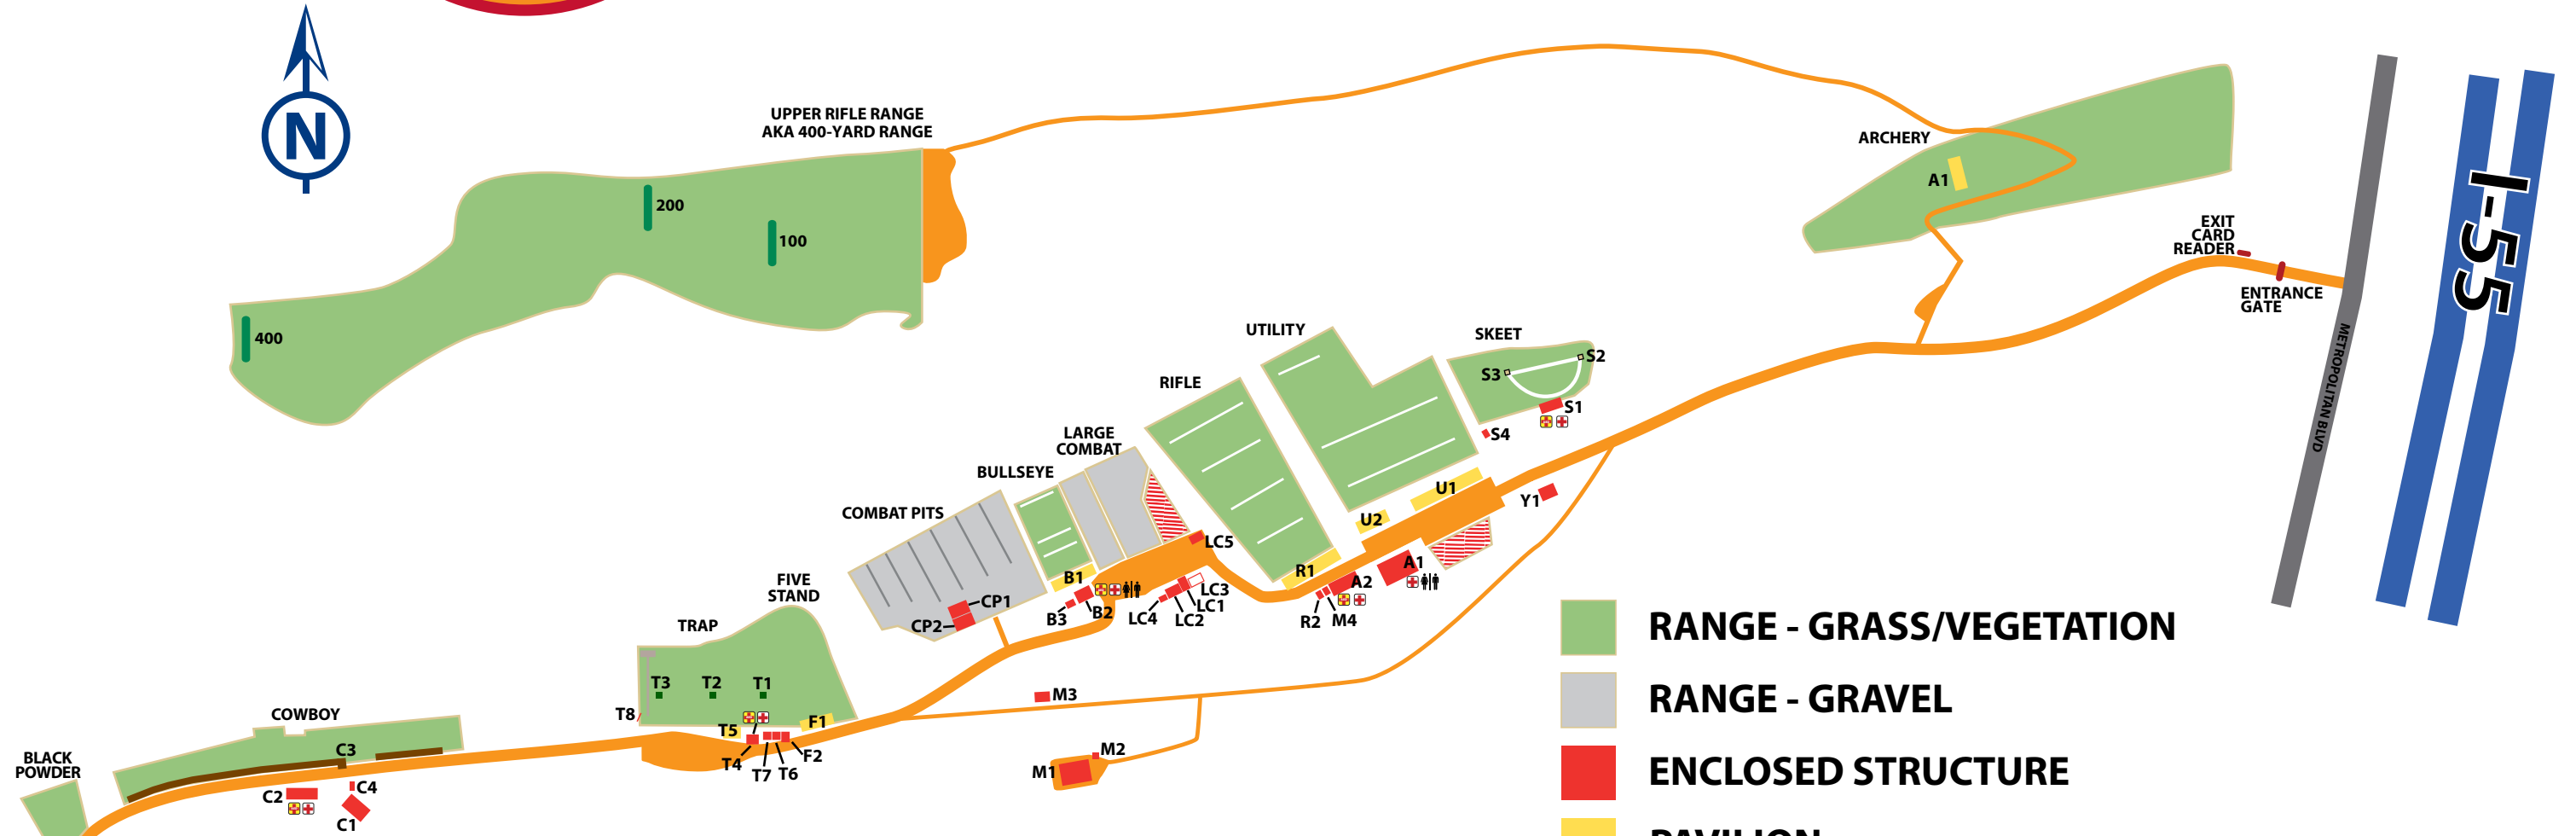 N
UPPER RIFLE RANGE
AKA 400-YARD RANGE
200
100
400
ARCHERY
A1
EXIT
CARD
READER
ENTRANCE
GATE
METROPOLITAN BLVD
I-55
UTILITY
SKEET
S2
S3
S1
S4
RIFLE
LARGE
COMBAT
BULLSEYE
COMBAT PITS
U1
U2
Y1
LC5
R1
A1
A2
B1
LC3
LC1
LC4
LC2
B3
B2
R2
M4
CP1
CP2
FIVE
STAND
TRAP
T3
T2
T1
M3
T8
T5
F1
T4
T7
T6
F2
M2
M1
COWBOY
C3
BLACK
POWDER
C2
C4
C1
RANGE - GRASS/VEGETATION
RANGE - GRAVEL
ENCLOSED STRUCTURE
PAVILION